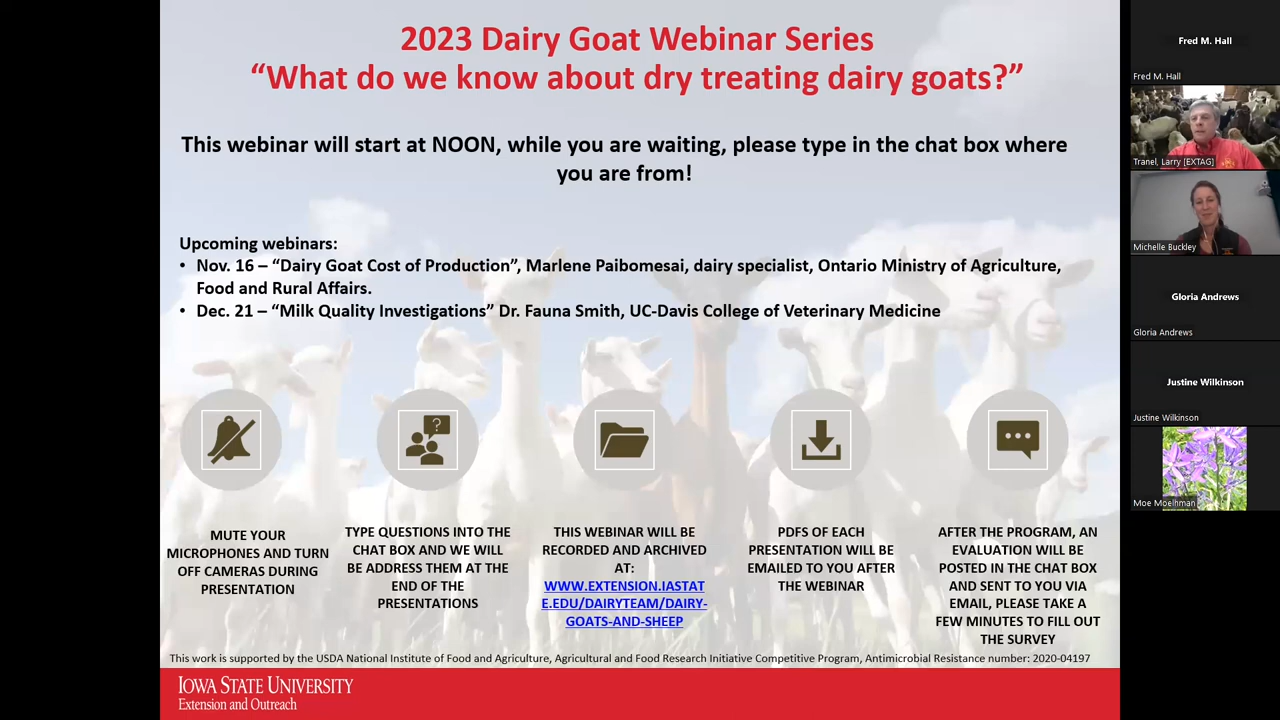 2023 Dairy Goat Webinar Series
“What do we know about dry treating dairy goats?”
This webinar will start at NOON, while you are waiting, please type in the chat box where
you are from!
Upcoming webinars:
• Nov. 16 – “Dairy Goat Cost of Production”, Marlene Paibomesai, dairy specialist, Ontario Ministry of Agriculture,
Food and Rural Affairs.
• Dec. 21 – “Milk Quality Investigations” Dr. Fauna Smith, UC-Davis College of Veterinary Medicine
?
MUTE YOUR
MICROPHONES AND TURN
OFF CAMERAS DURING
PRESENTATION
TYPE QUESTIONS INTO THE
CHAT BOX AND WE WILL
BE ADDRESS THEM AT THE
END OF THE
PRESENTATIONS
THIS WEBINAR WILL BE
RECORDED AND ARCHIVED
AT:
WWW.EXTENSION.IASTAT
E.EDU/DAIRYTEAM/DAIRY-
GOATS-AND-SHEEP
PDFS OF EACH
PRESENTATION WILL BE
EMAILED TO YOU AFTER
THE WEBINAR
AFTER THE PROGRAM, AN
EVALUATION WILL BE
POSTED IN THE CHAT BOX
AND SENT TO YOU VIA
EMAIL, PLEASE TAKE A
FEW MINUTES TO FILL OUT
THE SURVEY
This work is supported by the USDA National Institute of Food and Agriculture, Agricultural and Food Research Initiative Competitive Program, Antimicrobial Resistance number: 2020-04197
IOWA STATE UNIVERSITY
Extension and Outreach
Fred M. Hall
Fred M. Hall
Tranel, Larry [EXTAG]
Michelle Buckley
Gloria Andrews
Gloria Andrews
Justine Wilkinson
Justine Wilkinson
Moe Moelhman